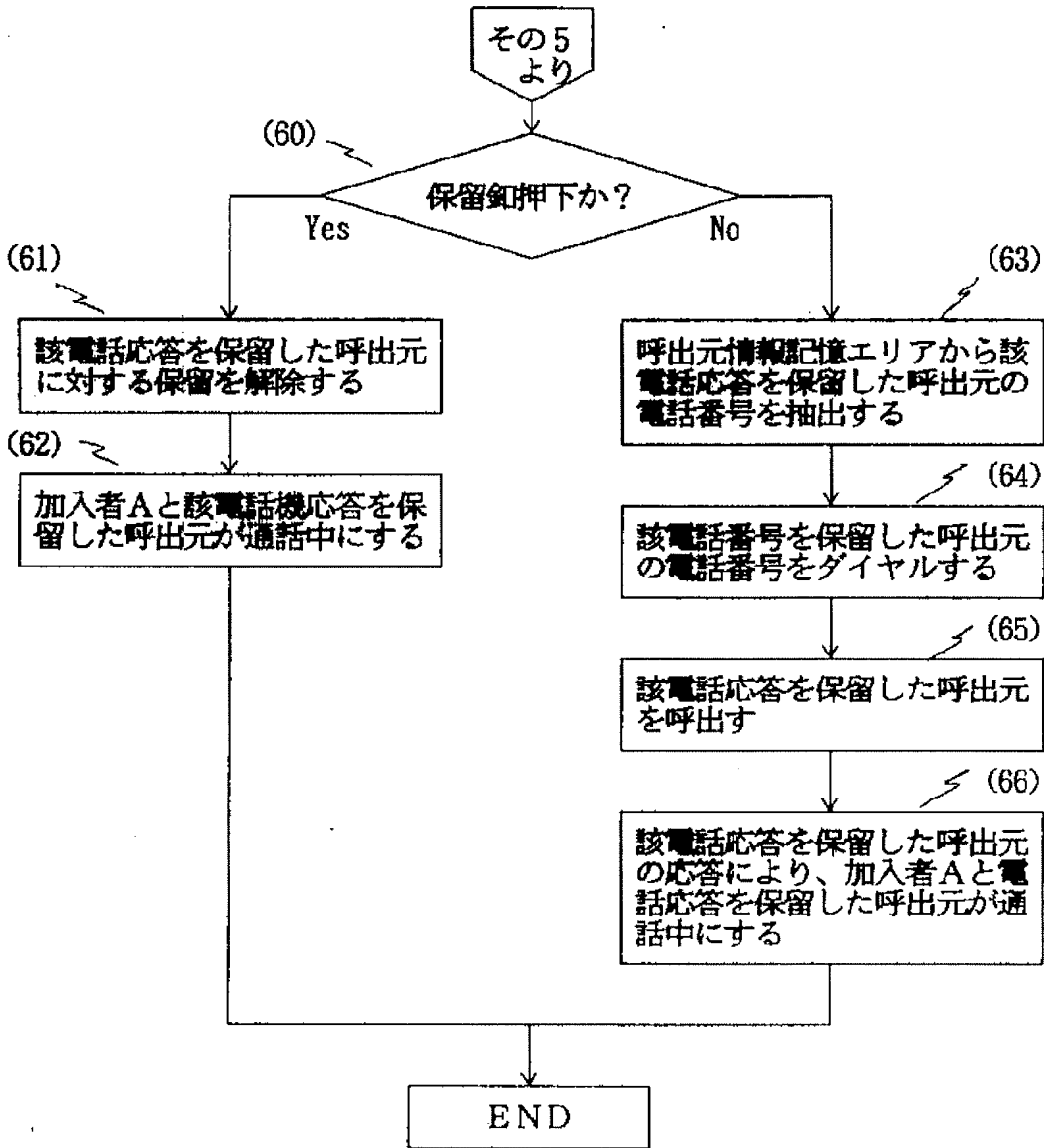 その5
より
(60)
保留釦押下か?
Yes
No
(61)
該電話応答を保留した呼出元
に対する保留を解除する
(62)
加入者Aと該電話機応答を保
留した呼出元が通話中にする
(63)
呼出元情報記憶エリアから該
電話応答を保留した呼出元の
電話番号を抽出する
(64)
該電話番号を保留した呼出元
の電話番号をダイヤルする
(65)
該電話応答を保留した呼出元
を呼出す
(66)
該電話応答を保留した呼出元
の応答により、加入者Aと電
話応答を保留した呼出元が通
話中にする
END